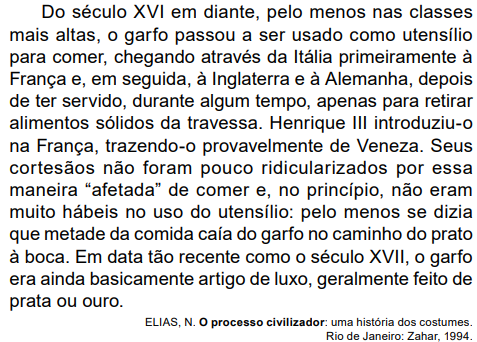 Do século XVI em diante, pelo menos nas classes
mais altas, o garfo passou a ser usado como utensílio
para comer, chegando através da Itália primeiramente à
França e, em seguida, à Inglaterra e à Alemanha, depois
de ter servido, durante algum tempo, apenas para retirar
alimentos sólidos da travessa. Henrique III introduziu-o
na França, trazendo-o provavelmente de Veneza. Seus
cortesãos não foram pouco ridicularizados por essa
maneira “afetada” de comer e, no princípio, não eram
muito hábeis no uso do utensílio: pelo menos se dizia
que metade da comida caía do garfo no caminho do prato
à boca. Em data tão recente como o século XVII, o garfo
era ainda basicamente artigo de luxo, geralmente feito de
prata ou ouro.
ELIAS, N. O processo civilizador: uma história dos costumes.
Rio de Janeiro: Zahar, 1994.